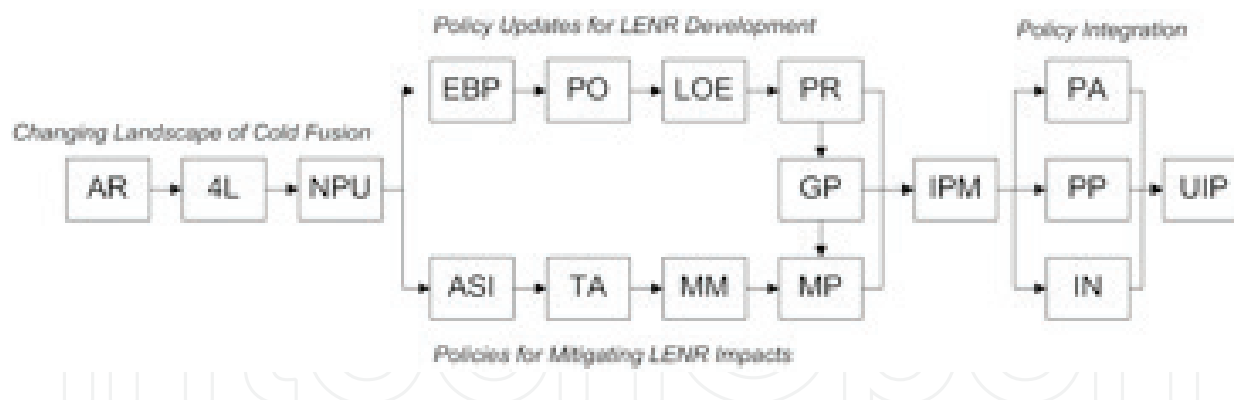 Policy Updates for LENR Development
Policy Integration
EBP PO LOE PR PA
Changing Landscape of Cold Fusion
AR 4L NPU GP IPM PP UIP
ASI TA MM MP IN
Policies for Mitigating LENR Impacts